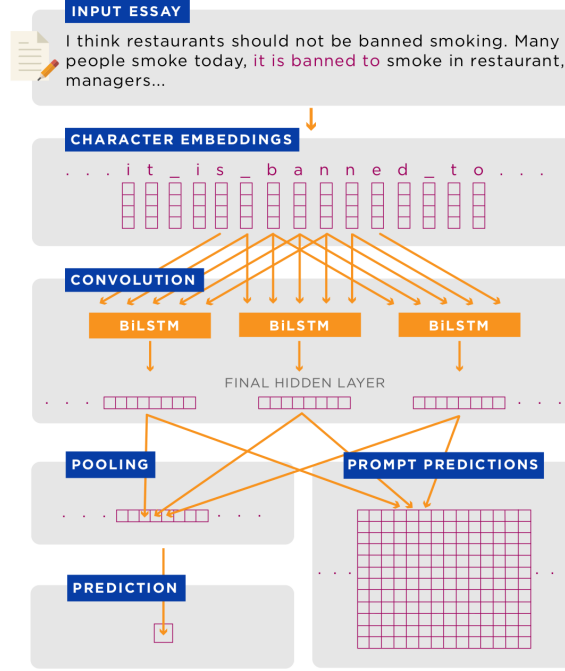 INPUT ESSAY
I think restaurants should not be banned smoking. Many
people smoke today, it is banned to smoke in restaurant,
managers...
CHARACTER EMBEDDINGS
. . . i t _ i s _ b a n n e d _ t o . . .
CONVOLUTION
BiLSTM BiLSTM BiLSTM
FINAL HIDDEN LAYER
. . . . . .
POOLING
PROMPT PREDICTIONS
. . . . . .
. . . . .
PREDICTION